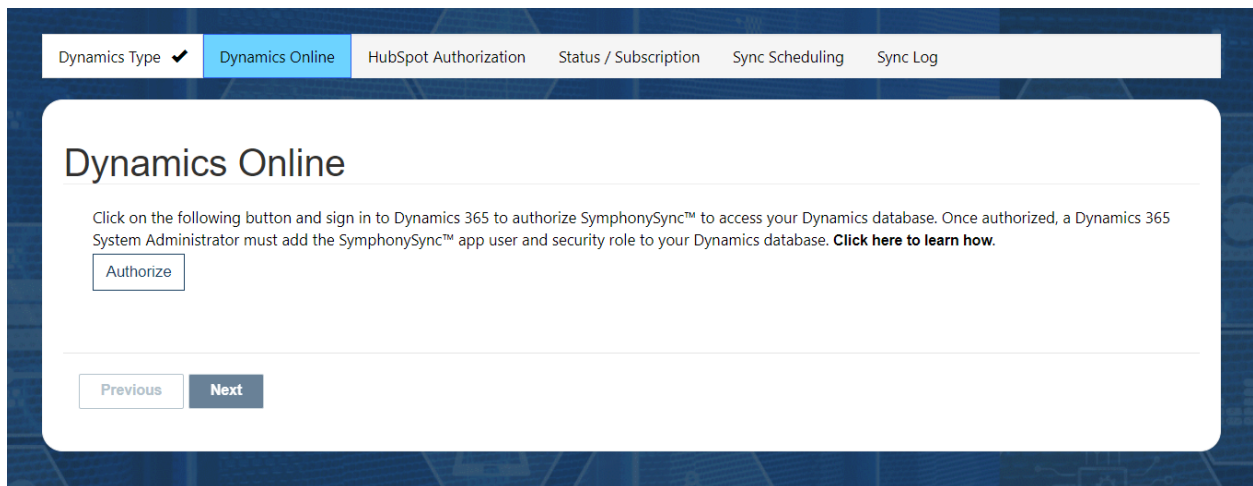 Dynamics Type ✔ Dynamics Online HubSpot Authorization Status / Subscription Sync Scheduling Sync Log
Dynamics Online
Click on the following button and sign in to Dynamics 365 to authorize SymphonySync™ to access your Dynamics database. Once authorized, a Dynamics 365
System Administrator must add the SymphonySync™ app user and security role to your Dynamics database. Click here to learn how.
Authorize
Previous Next